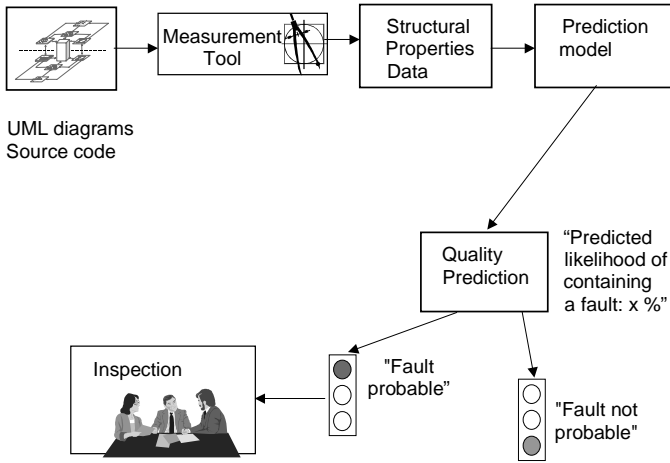 Measurement
Tool
Structural
Properties
Data
Prediction
model
UML diagrams
Source code
Quality
Prediction
“Predicted
likelihood of
containing
a fault: x %”
Inspection
"Fault
probable”
"Fault not
probable"